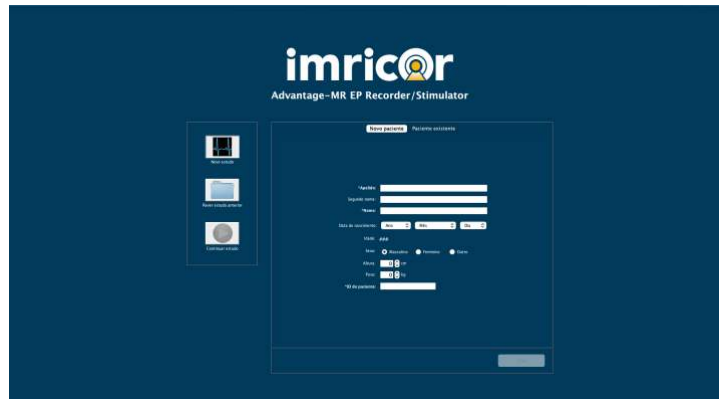 imricor
Advantage-MR EP Recorder/Stimulator
Novo paciente Paciente existente
Novo estudo
Rever estudo anterior
Continuar estudo
*Apelido:
Segundo nome:
*Nome:
Data de nascimento: Ano Mês Dia
Idade: ###
Sexo: Masculino Feminino Outro
Altura: 0 cm
Peso: 0 kg
*ID do paciente: